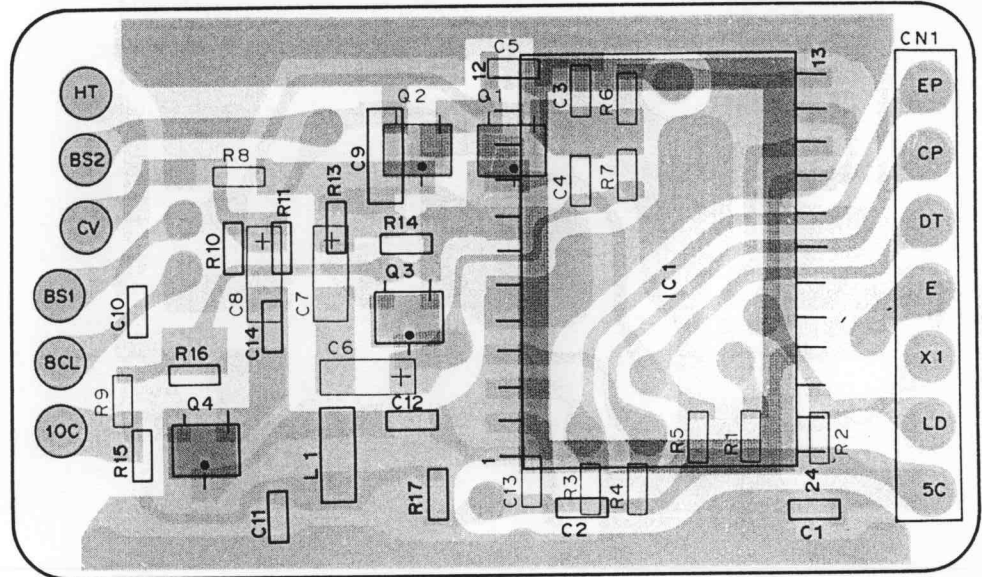 CN1
C5
12
13
HT
Q2
Q1
C3
R6
EP
BS2
C9
CP
R8
C4
R7
R13
CV
R11
R14
DT
R10
IC1
Q3
BS1
C10
C8
C7
E
C14
8CL
R16
C6
X1
R9
C12
10C
Q4
R5
R1
R2
LD
R15
L1
1
R17
C13
R3
R4
24
5C
C11
C2
C1